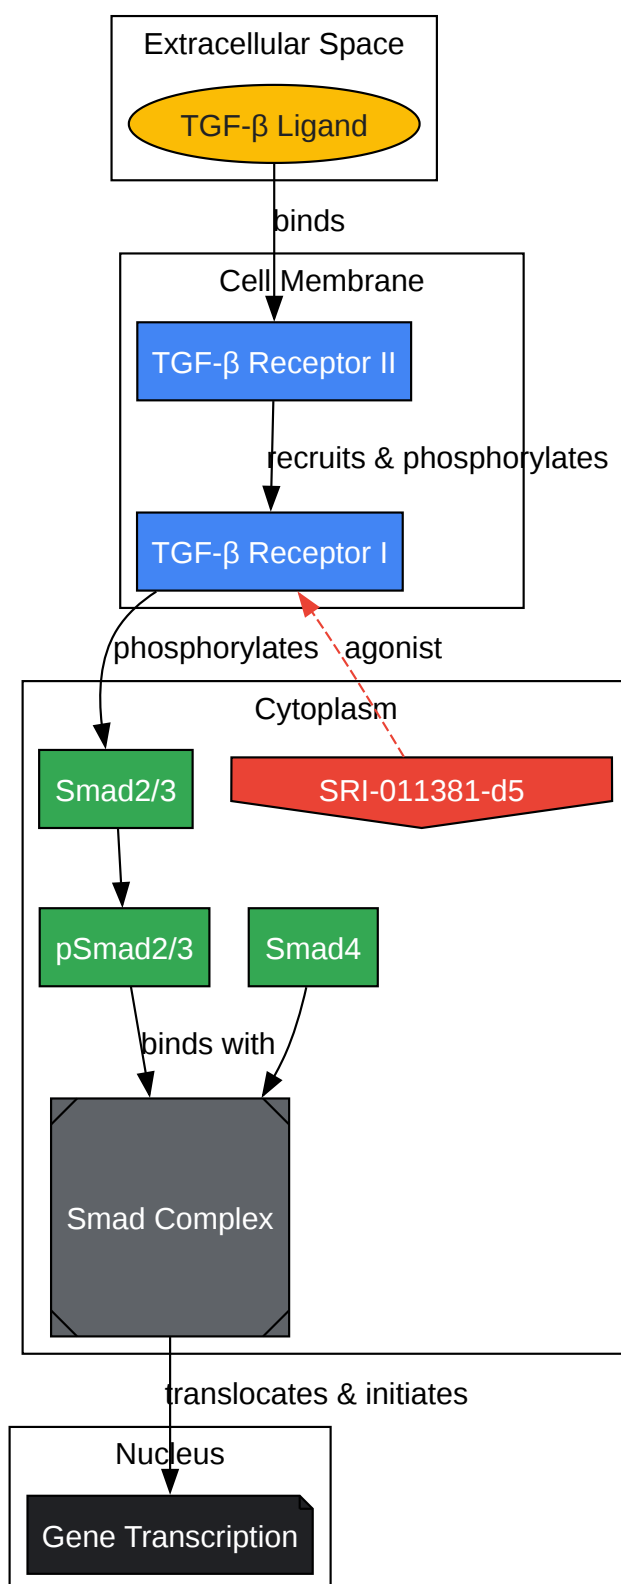 Extracellular Space
TGF-β Ligand
binds
Cell Membrane
TGF-β Receptor II
recruits & phosphorylates
TGF-β Receptor I
phosphorylates
agonist
Cytoplasm
Smad2/3
SRI-011381-d5
pSmad2/3
Smad4
binds with
Smad Complex
translocates & initiates
Nucleus
Gene Transcription